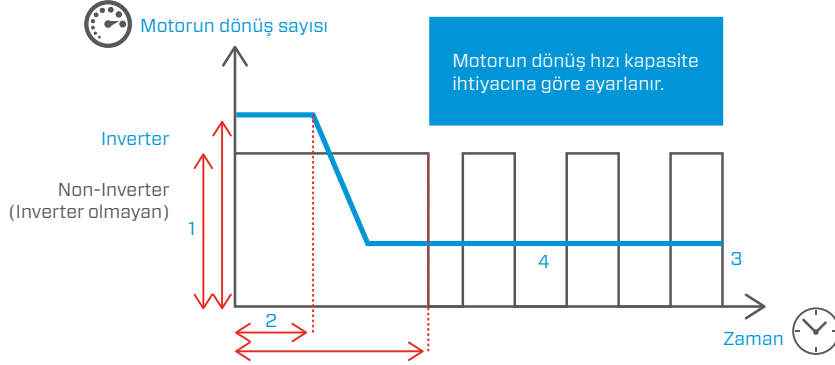 Motorun dönüş sayısı
Motorun dönüş hızı kapasite
ihtiyacına göre ayarlanır.
Inverter
Non-Inverter
(Inverter olmayan)
1
4
3
2
Zaman